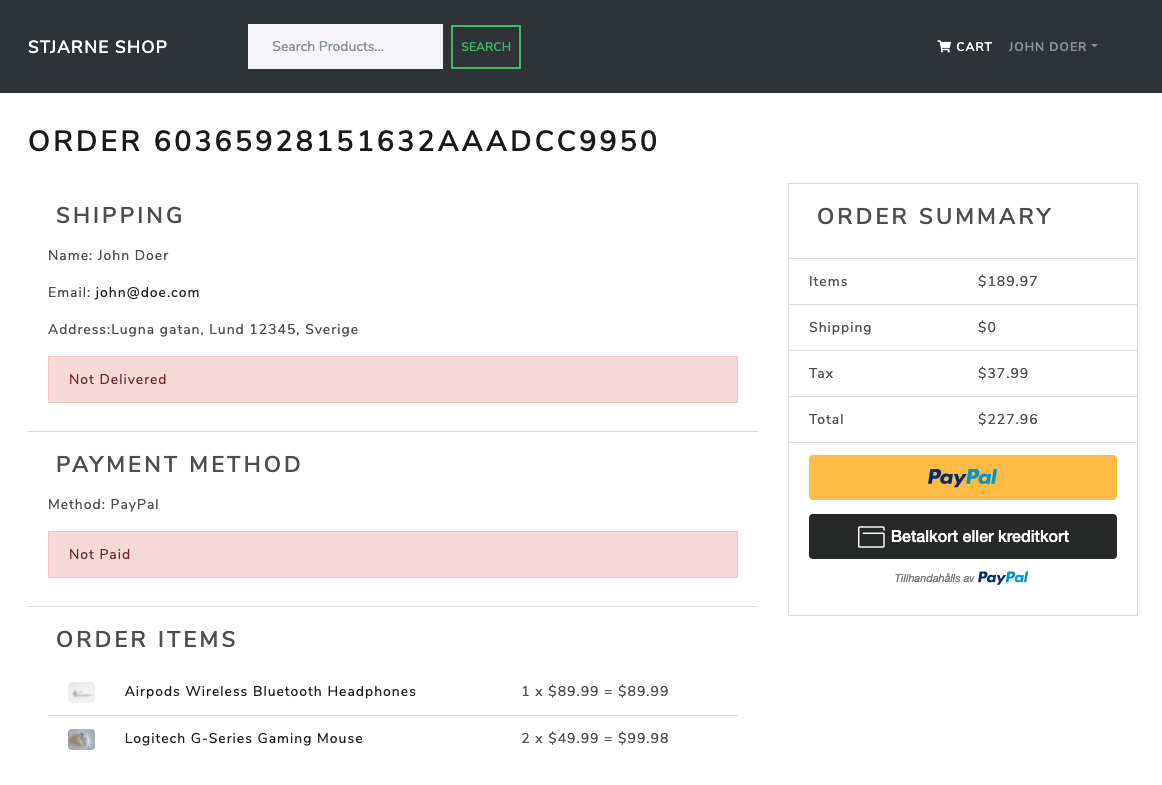 STJARNE SHOP
Search Products...
SEARCH
CART
JOHN DOER
ORDER 60365928151632AAADCC9950
SHIPPING
Name: John Doer
Email: john@doe.com
Address:Lugna gatan, Lund 12345, Sverige
Not Delivered
PAYMENT METHOD
Method: PayPal
Not Paid
ORDER ITEMS
Airpods Wireless Bluetooth Headphones 1 x $89.99 = $89.99
Logitech G-Series Gaming Mouse 2 x $49.99 = $99.98
ORDER SUMMARY
Items $189.97
Shipping $0
Tax $37.99
Total $227.96
PayPal
Betalkort eller kreditkort
Tillhandahålls av PayPal